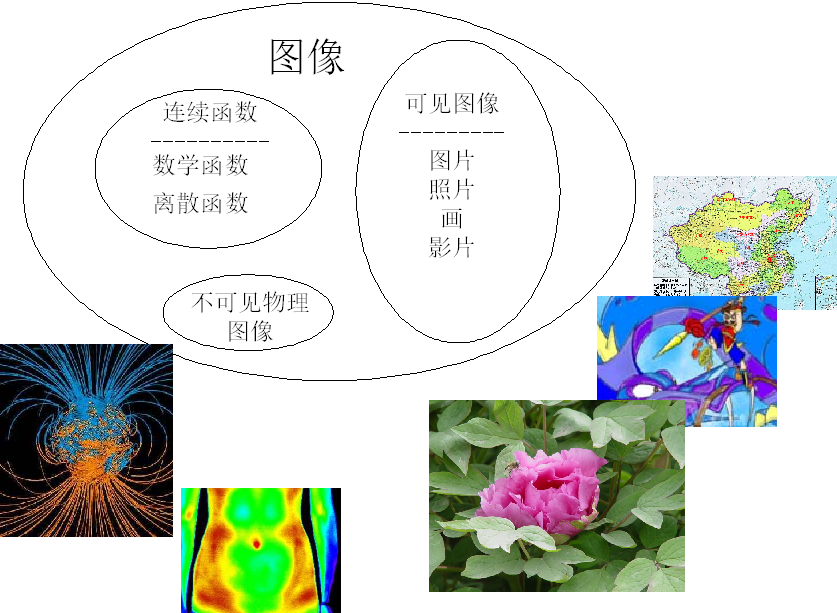 图像
连续函数
----------
数学函数
离散函数
可见图像
---------
图片
照片
画
影片
不可见物理
图像